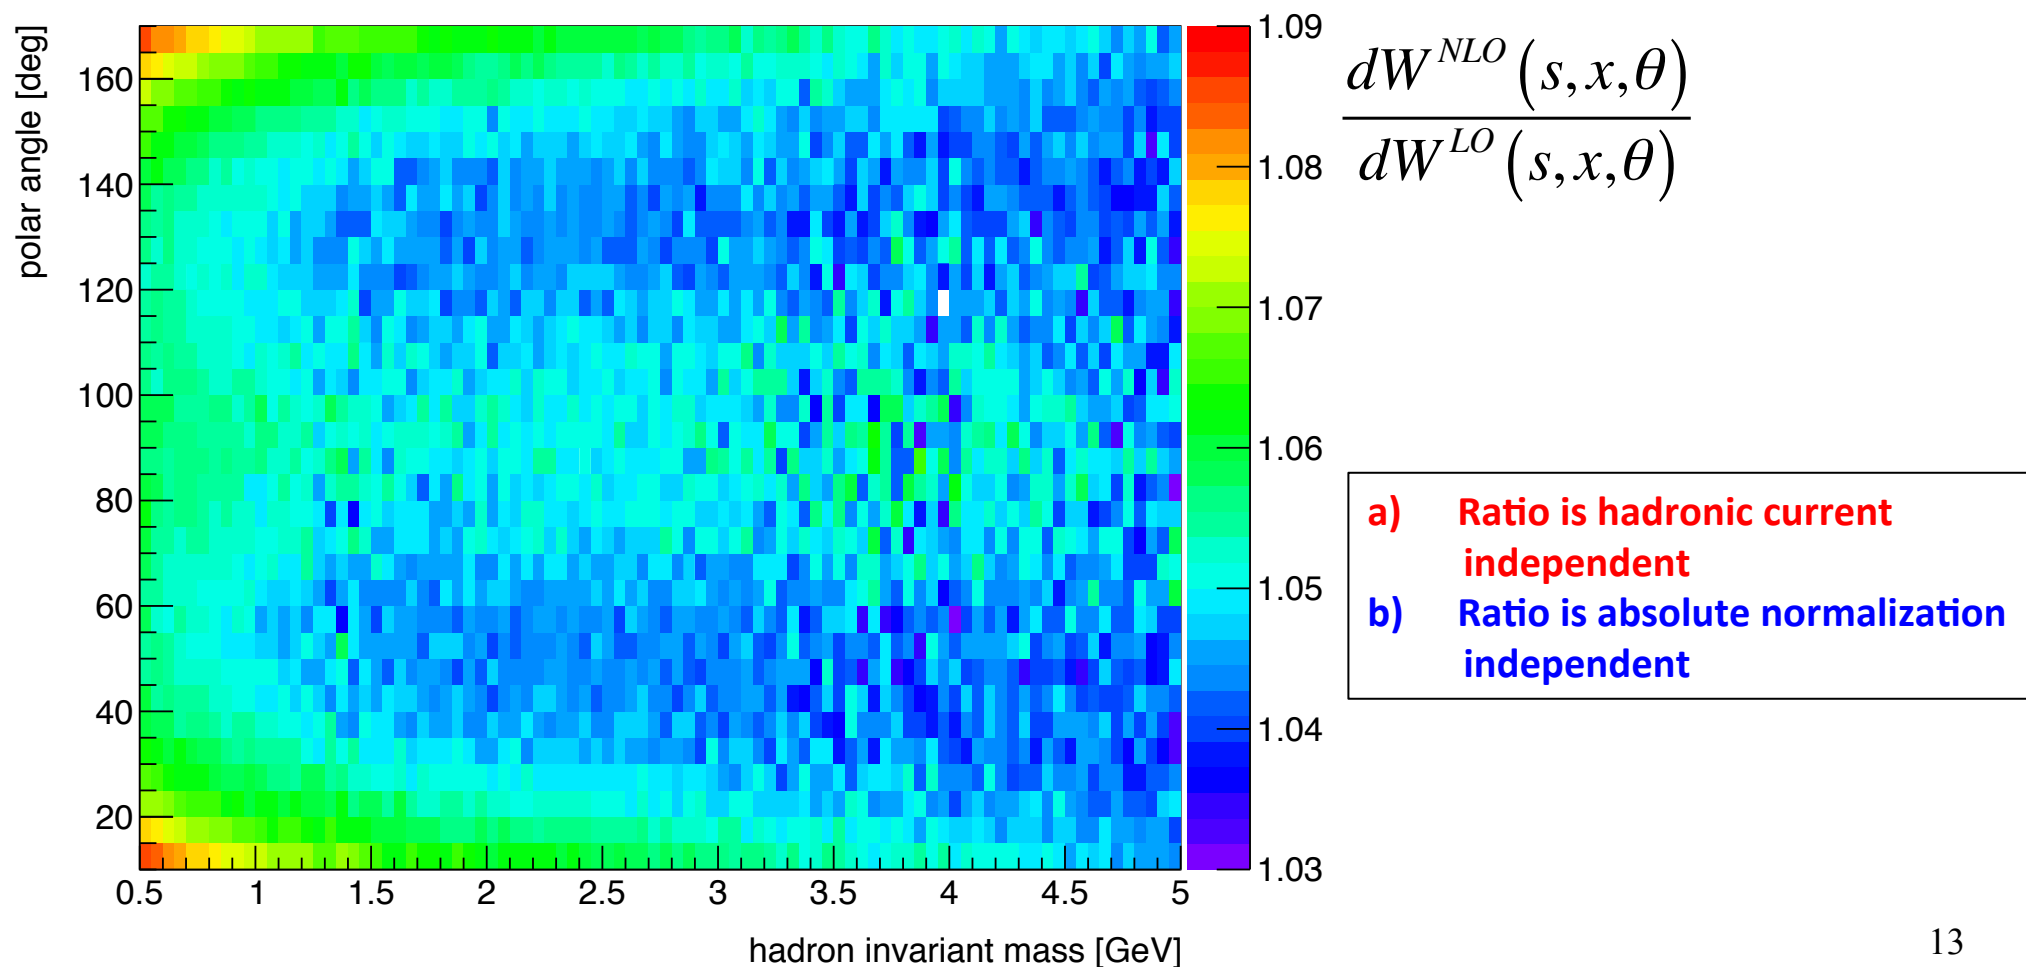 polar angle [deg]
160
140
120
100
80
60
40
20
0.5 1 1.5 2 2.5 3 3.5 4 4.5 5
hadron invariant mass [GeV]
1.09
1.08
1.07
1.06
1.05
1.04
1.03
dW^{NLO}(s,x,θ)
dW^{LO}(s,x,θ)
a) Ratio is hadronic current
independent
b) Ratio is absolute normalization
independent
13